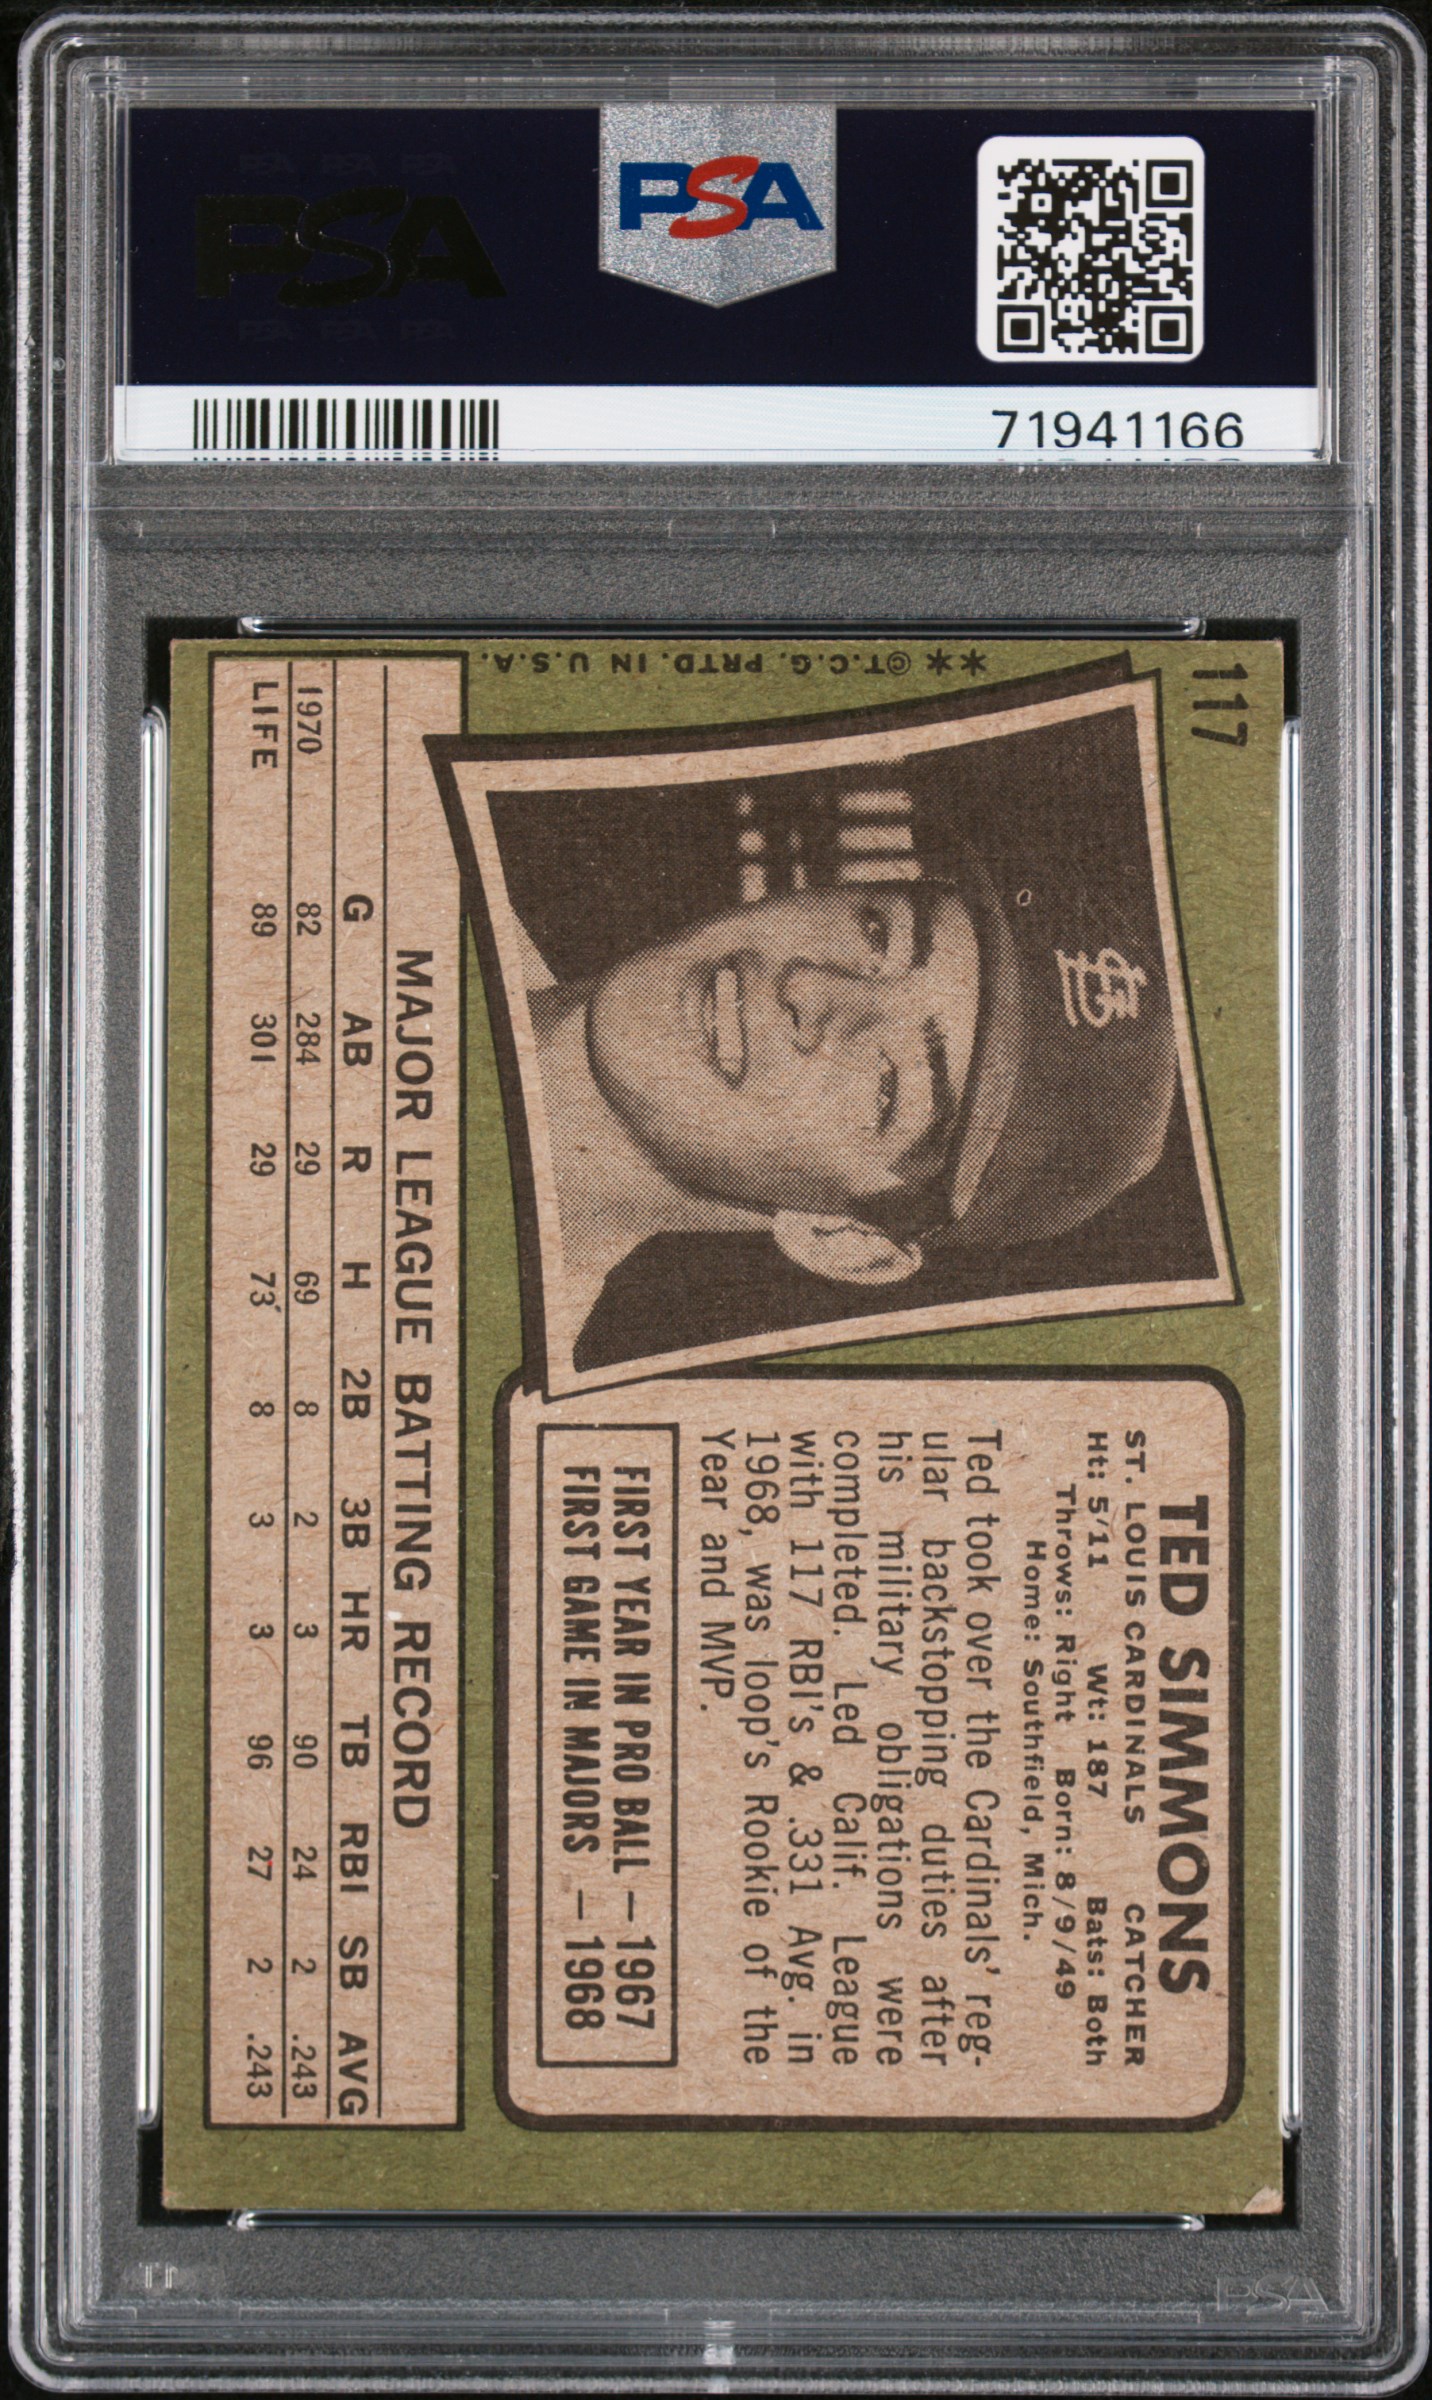 PSA
PSA
71941166
117
** ©T.C.G. PRTD. IN U.S.A.
TED SIMMONS
ST. LOUIS CARDINALS CATCHER
Ht: 5'11 Wt: 187 Bats: Both
Throws: Right Born: 8/9/49
Home: Southfield, Mich.
Ted took over the Cardinals' reg-
ular backstopping duties after
his military obligations were
completed. Led Calif. League
with 117 RBI's & .331 Avg. in
1968, was loop's Rookie of the
Year and MVP.
FIRST YEAR IN PRO BALL — 1967
FIRST GAME IN MAJORS — 1968
MAJOR LEAGUE BATTING RECORD
G AB R H 2B 3B HR TB RBI SB AVG
1970 82 284 29 69 8 2 3 90 24 2 .243
LIFE 89 301 29 73 8 3 3 96 27 2 .243
PSA